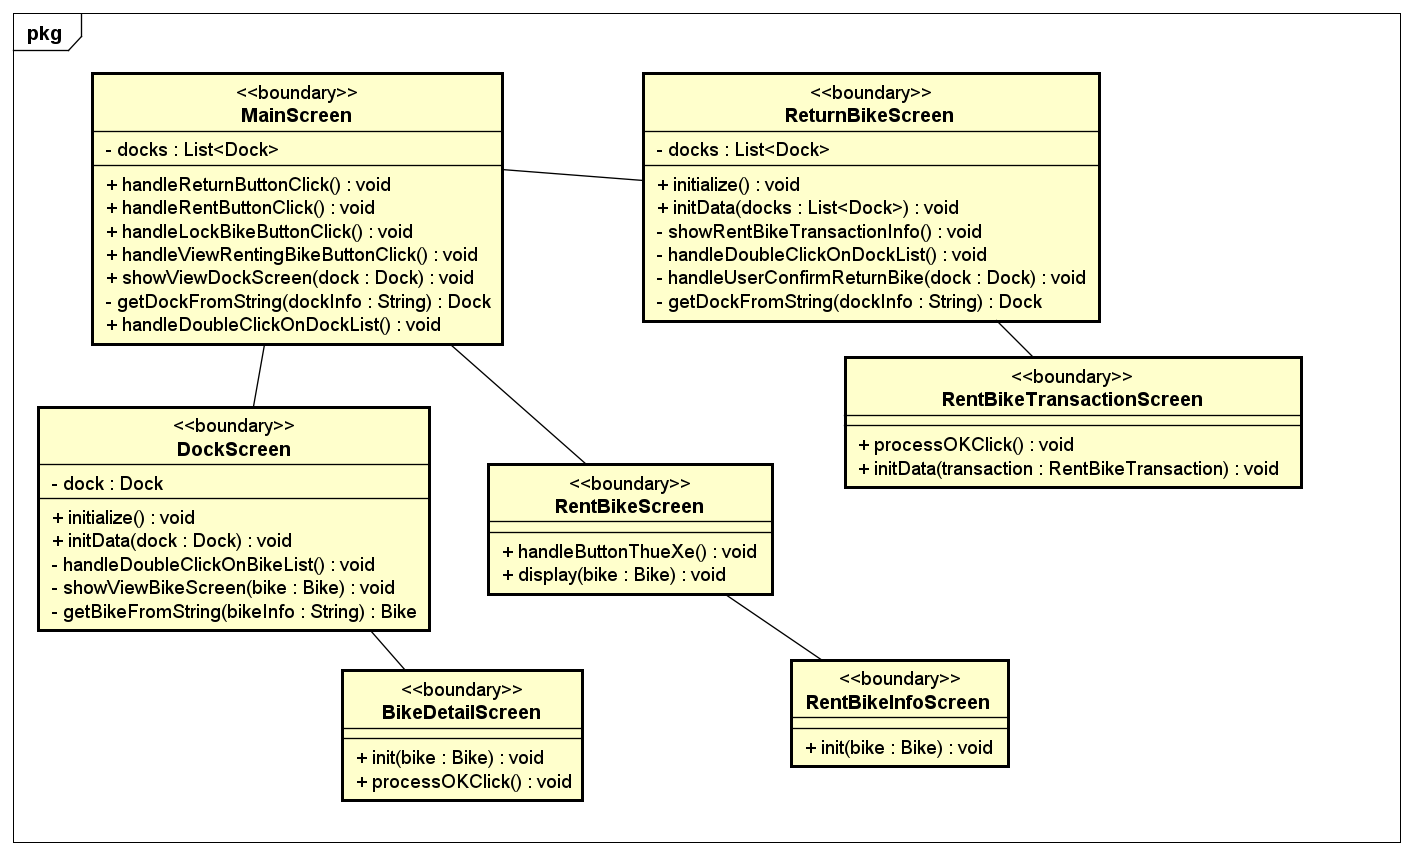 pkg
<<boundary>>
MainScreen
- docks : List<Dock>
+ handleReturnButtonClick() : void
+ handleRentButtonClick() : void
+ handleLockBikeButtonClick() : void
+ handleViewRentingBikeButtonClick() : void
+ showViewDockScreen(dock : Dock) : void
- getDockFromString(dockInfo : String) : Dock
+ handleDoubleClickOnDockList() : void
<<boundary>>
ReturnBikeScreen
- docks : List<Dock>
+ initialize() : void
+ initData(docks : List<Dock>) : void
- showRentBikeTransactionInfo() : void
- handleDoubleClickOnDockList() : void
- handleUserConfirmReturnBike(dock : Dock) : void
- getDockFromString(dockInfo : String) : Dock
<<boundary>>
RentBikeTransactionScreen
+ processOKClick() : void
+ initData(transaction : RentBikeTransaction) : void
<<boundary>>
DockScreen
- dock : Dock
+ initialize() : void
+ initData(dock : Dock) : void
- handleDoubleClickOnBikeList() : void
- showViewBikeScreen(bike : Bike) : void
- getBikeFromString(bikeInfo : String) : Bike
<<boundary>>
RentBikeScreen
+ handleButtonThueXe() : void
+ display(bike : Bike) : void
<<boundary>>
BikeDetailScreen
+ init(bike : Bike) : void
+ processOKClick() : void
<<boundary>>
RentBikeInfoScreen
+ init(bike : Bike) : void